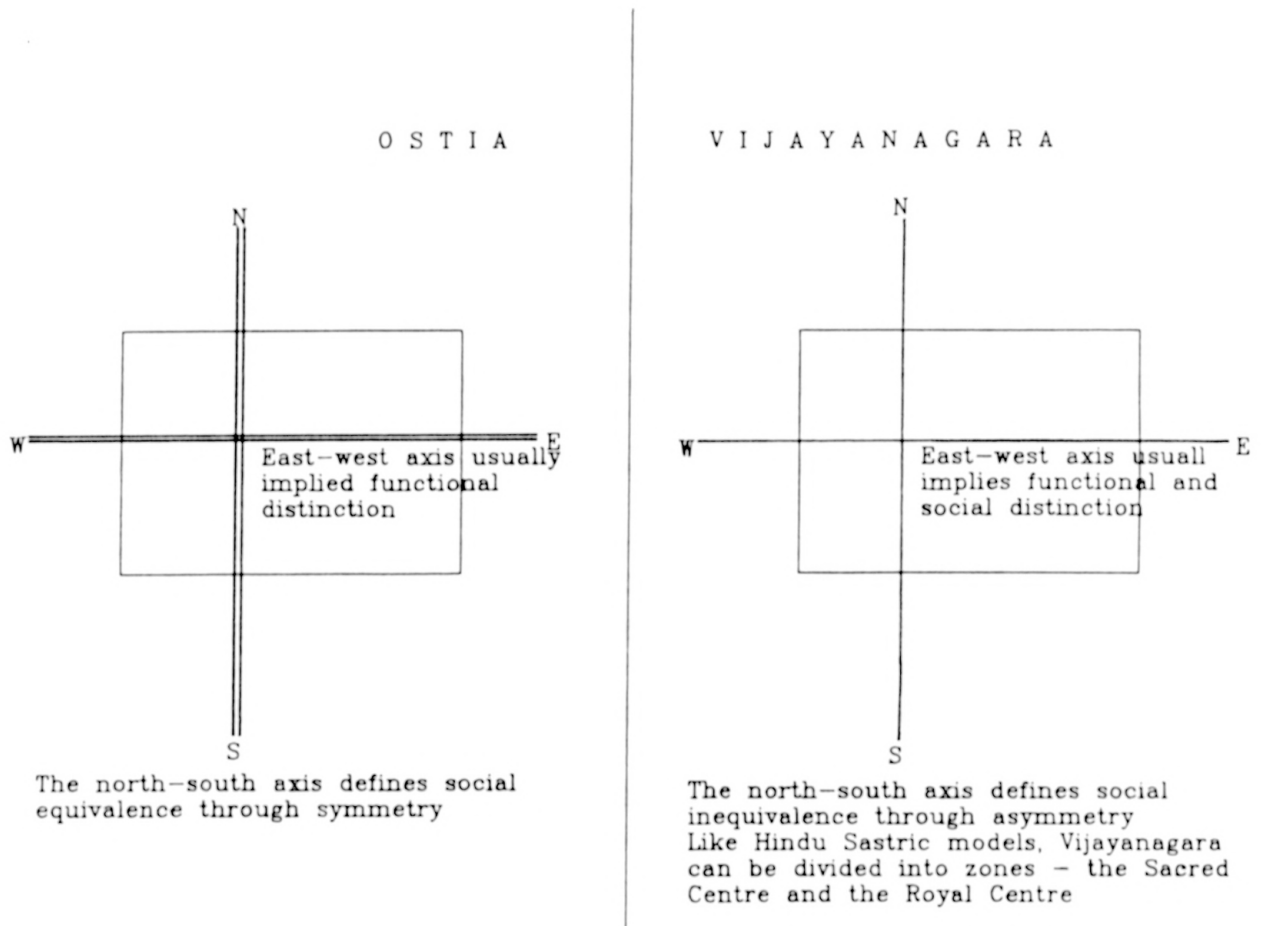 O S T I A
N
W
E
East-west axis usually
implied functional
distinction
S
The north-south axis defines social
equivalence through symmetry
V I J A Y A N A G A R A
N
W
E
East-west axis usuall
implies functional and
social distinction
S
The north-south axis defines social
inequivalence through asymmetry
Like Hindu Sastric models, Vijayanagara
can be divided into zones - the Sacred
Centre and the Royal Centre